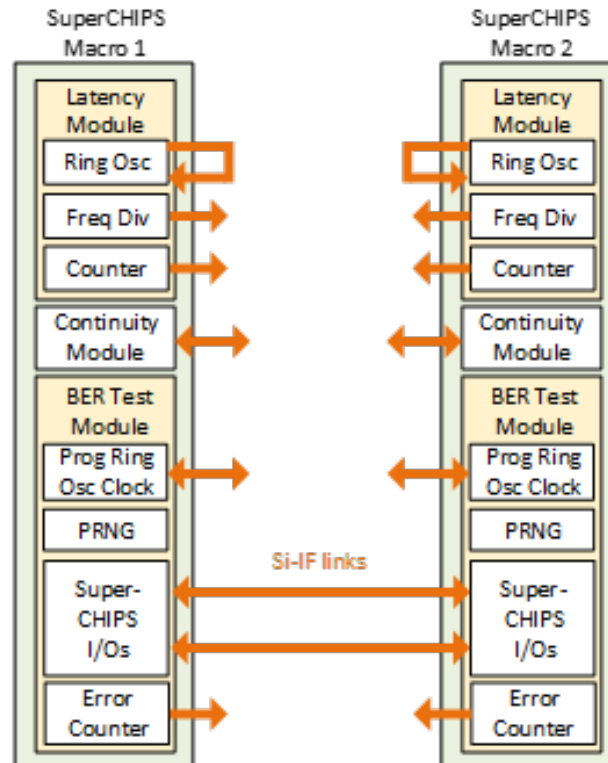 SuperCHIPS
Macro 1
Latency
Module
Ring Osc
Freq Div
Counter
Continuity
Module
BER Test
Module
Prog Ring
Osc Clock
PRNG
Super-
CHIPS
I/Os
Error
Counter
Si-IF links
SuperCHIPS
Macro 2
Latency
Module
Ring Osc
Freq Div
Counter
Continuity
Module
BER Test
Module
Prog Ring
Osc Clock
PRNG
Super-
CHIPS
I/Os
Error
Counter